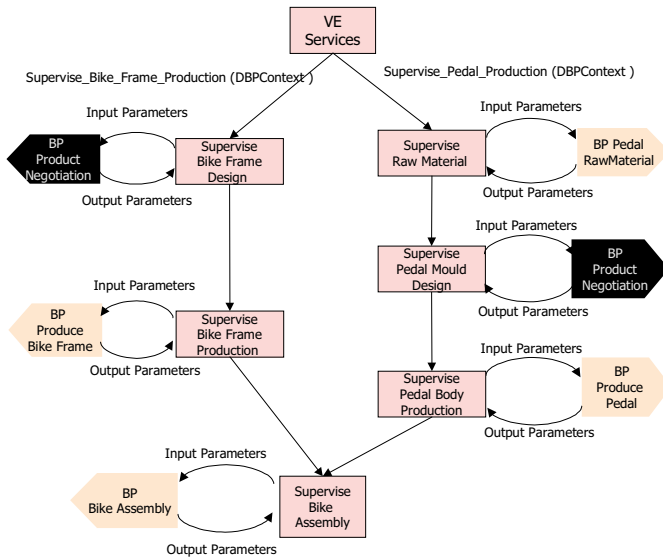 VE
Services
Supervise_Bike_Frame_Production (DBPContext )
Supervise_Pedal_Production (DBPContext )
Input Parameters
BP
Product
Negotiation
Supervise
Bike Frame
Design
Output Parameters
Input Parameters
Supervise
Raw Material
BP Pedal
RawMaterial
Output Parameters
Input Parameters
Supervise
Pedal Mould
Design
BP
Product
Negotiation
Output Parameters
Input Parameters
BP
Produce
Bike Frame
Supervise
Bike Frame
Production
Output Parameters
Input Parameters
Supervise
Pedal Body
Production
BP
Produce
Pedal
Output Parameters
Input Parameters
BP
Bike Assembly
Supervise
Bike
Assembly
Output Parameters